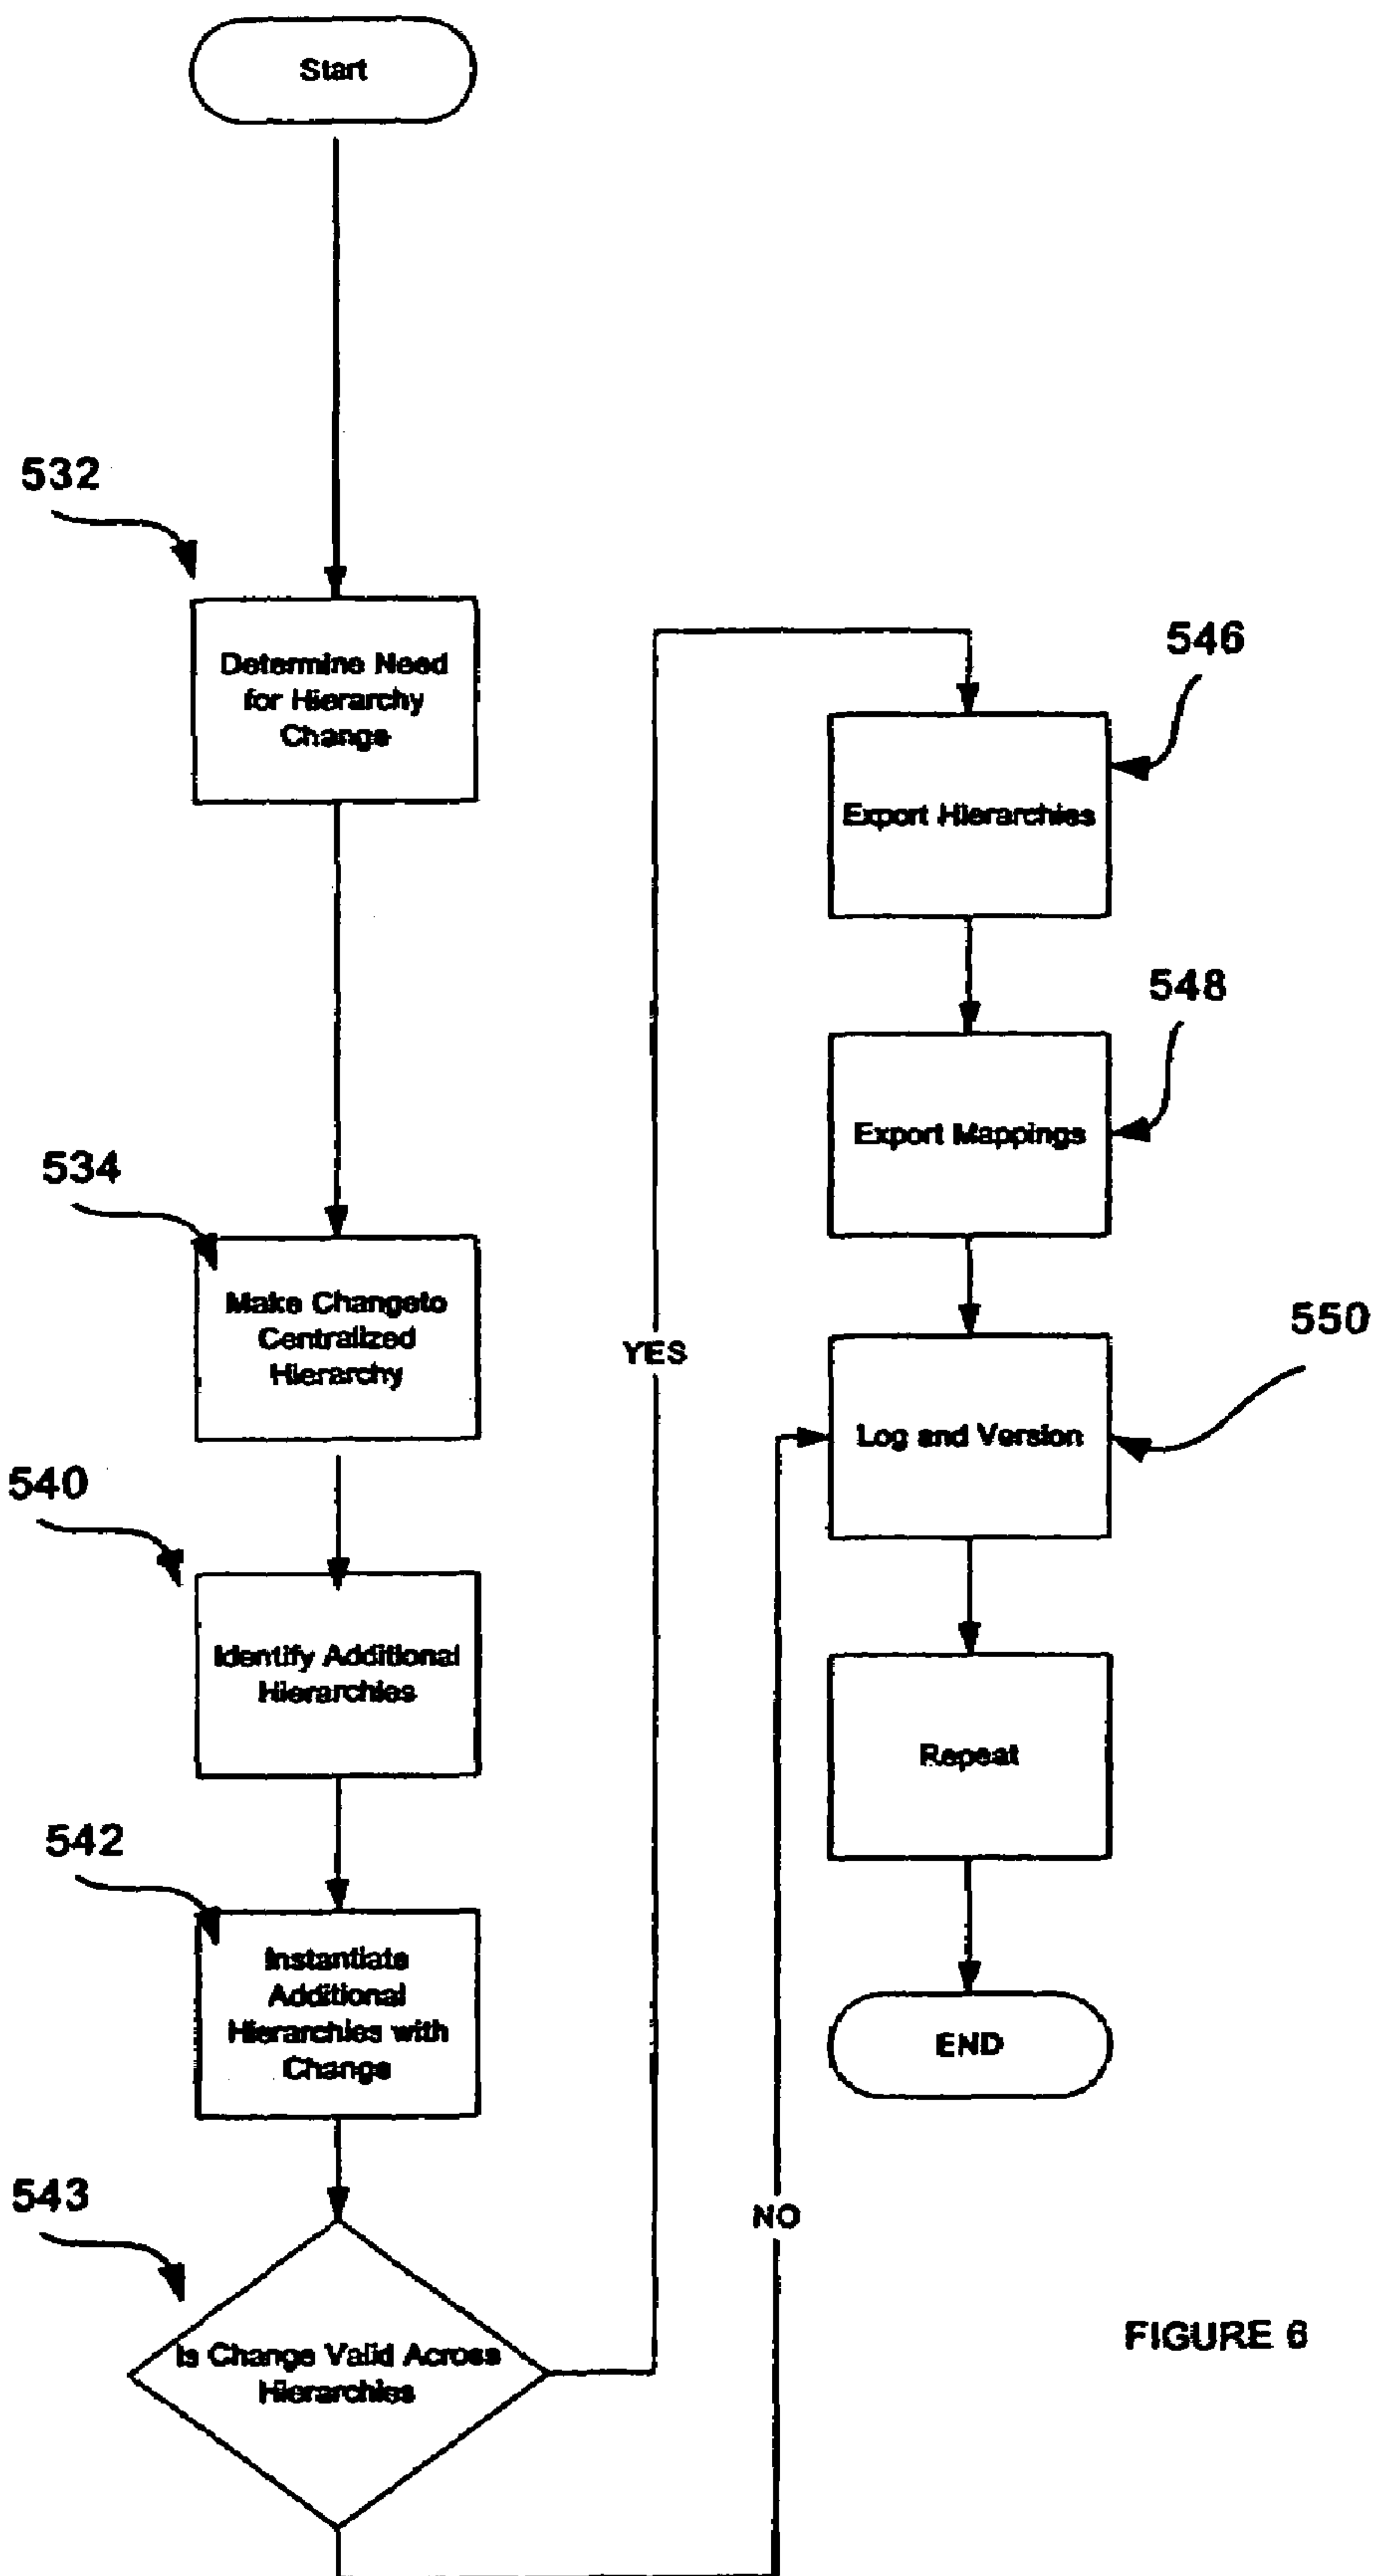 Start
532
Determine Need
for Hierarchy
Change
534
Make Changeto
Centralized
Hierarchy
540
Identify Additional
Hierarchies
542
Instantiate
Additional
Hierarchies with
Change
543
Is Change Valid Across
Hierarchies
YES
NO
546
Export Hierarchies
548
Export Mappings
550
Log and Version
Repeat
END
FIGURE 6